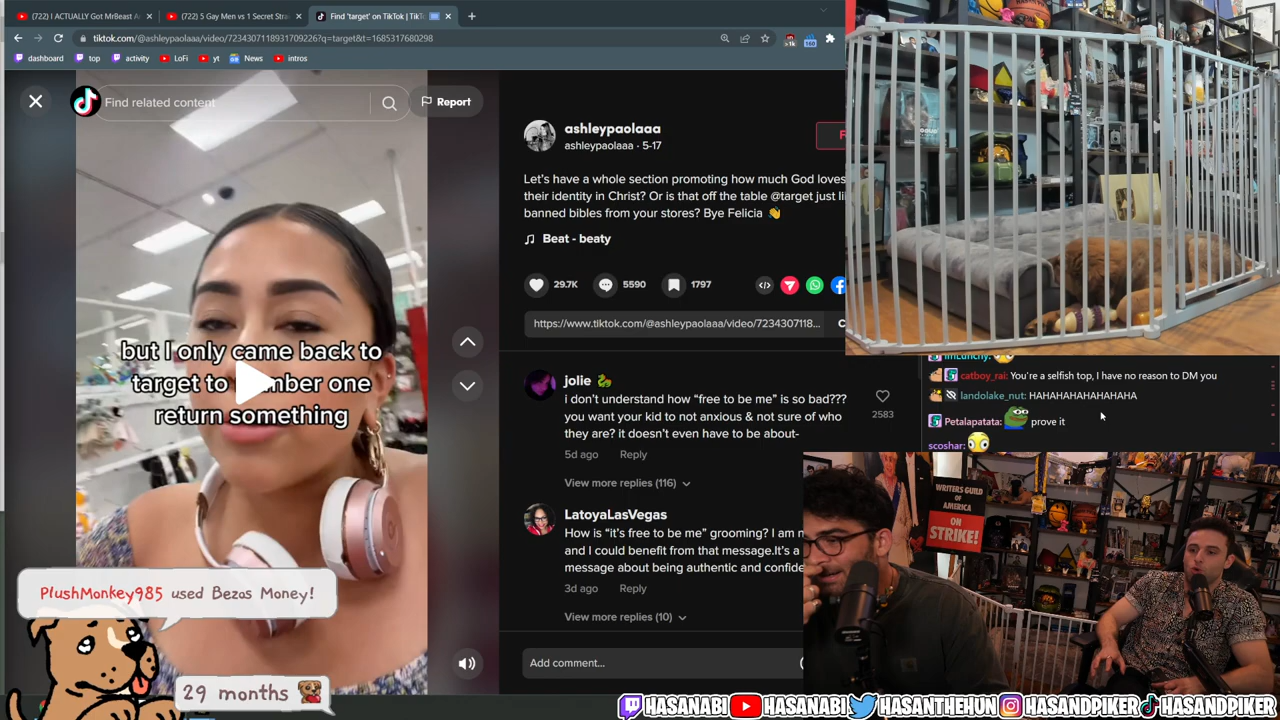 (722) I ACTUALLY Got MrBeast A
(722) 5 Gay Men vs 1 Secret Stra
Find 'target' on TikTok | TikT
tiktok.com/@ashleypaolaaa/video/7234307118931709226?q=target&t=1685317680298
>1k
168
dashboard
top
activity
LoFi
yt
News
intros
Find related content
Report
but I only came back to
target to number one
return something
ashleypaolaaa
ashleypaolaaa · 5-17
Let's have a whole section promoting how much God loves
their identity in Christ? Or is that off the table @target just li
banned bibles from your stores? Bye Felicia 👋
Beat - beaty
29.7K
5590
1797
https://www.tiktok.com/@ashleypaolaaa/video/7234307118...
jolie 🐍
i don't understand how "free to be me" is so bad???
you want your kid to not anxious & not sure of who
they are? it doesn't even have to be about-
5d ago Reply
2583
View more replies (116)
LatoyaLasVegas
How is "it's free to be me" grooming? I am r
and I could benefit from that message.It's a
message about being authentic and confide
3d ago Reply
View more replies (10)
Add comment...
ImLunchy:
catboy_rai: You're a selfish top, I have no reason to DM you
landolake_nut: HAHAHAHAHAHAHA
Petalapatata: prove it
scoshar:
WRITERS GUILD
OF
AMERICA
ON
STRIKE!
PlushMonkey985 used Bezos Money!
29 months
HASANABI HASANABI HASANTHEHUN HASANDPIKER HASANDPIKER